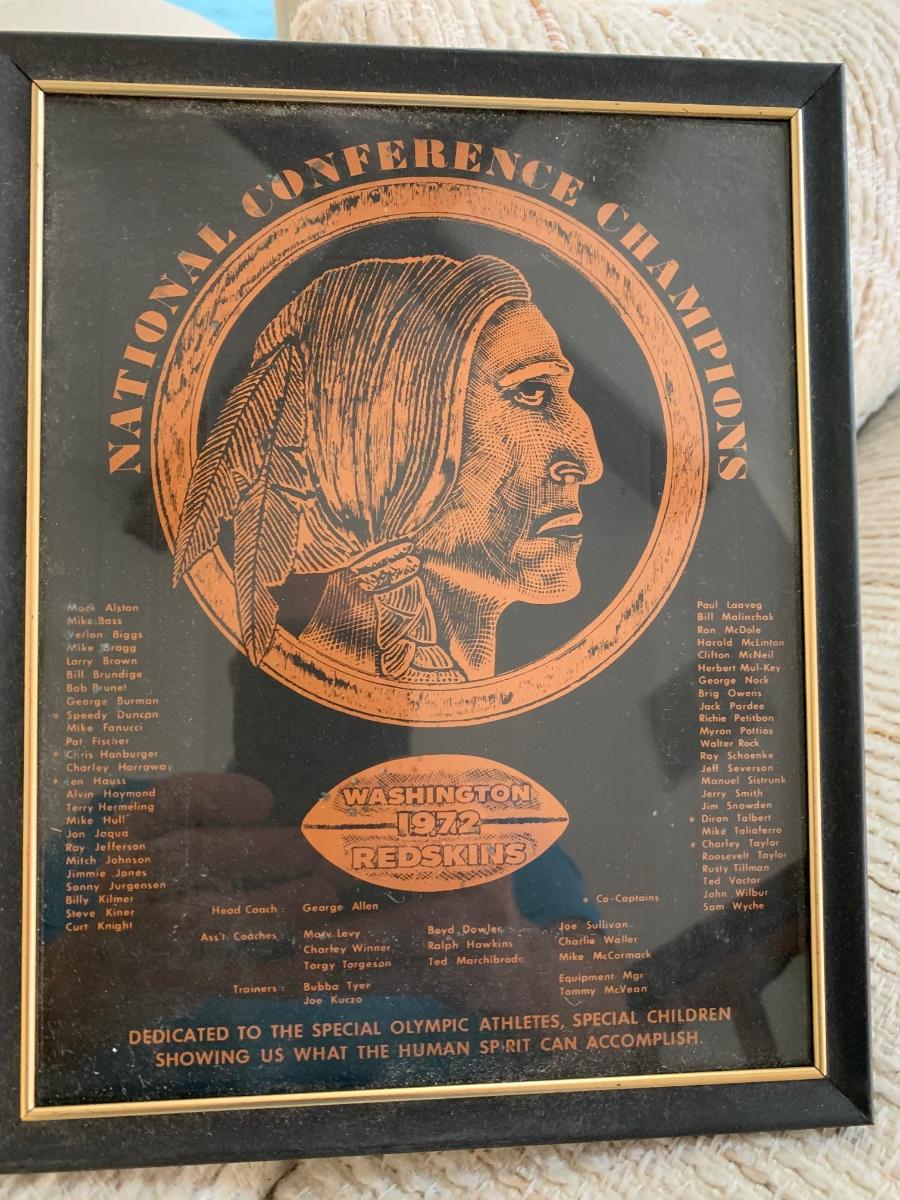 NATIONAL CONFERENCE CHAMPIONS
Mack Alston
Mike Bass
Verlon Biggs
Mike Bragg
Larry Brown
Bill Brundige
Bob Brunet
George Burman
* Speedy Duncan
Mike Fanucci
Pat Fischer
* Chris Hanburger
Charley Harraway
* Len Hauss
Alvin Haymond
Terry Hermeling
Mike Hull
Jon Jaqua
Roy Jefferson
Mitch Johnson
Jimmie Jones
Sonny Jurgensen
Billy Kilmer
Steve Kiner
Curt Knight
Paul Laaveg
Bill Malinchak
Ron McDole
Harold McLinton
Clifton McNeil
Herbert Mul-Key
George Nock
Brig Owens
Jack Pardee
Richie Petitbon
Myron Pottios
Walter Rock
Ray Schoenke
Jeff Severson
Manuel Sistrunk
Jerry Smith
Jim Snowden
* Diron Talbert
Mike Taliaferro
* Charley Taylor
Roosevelt Taylor
Rusty Tillman
Ted Vactor
John Wilbur
Sam Wyche
WASHINGTON
1972
REDSKINS
* Co-Captains
Head Coach: George Allen
Ass't. Coaches: Marv Levy Boyd Dowler Joe Sullivan
Charley Winner Ralph Hawkins Charlie Waller
Torgy Torgeson Ted Marchibroda Mike McCormack
Trainers: Bubba Tyer Equipment Mgr
Joe Kuczo Tommy McVean
DEDICATED TO THE SPECIAL OLYMPIC ATHLETES, SPECIAL CHILDREN
SHOWING US WHAT THE HUMAN SPIRIT CAN ACCOMPLISH.